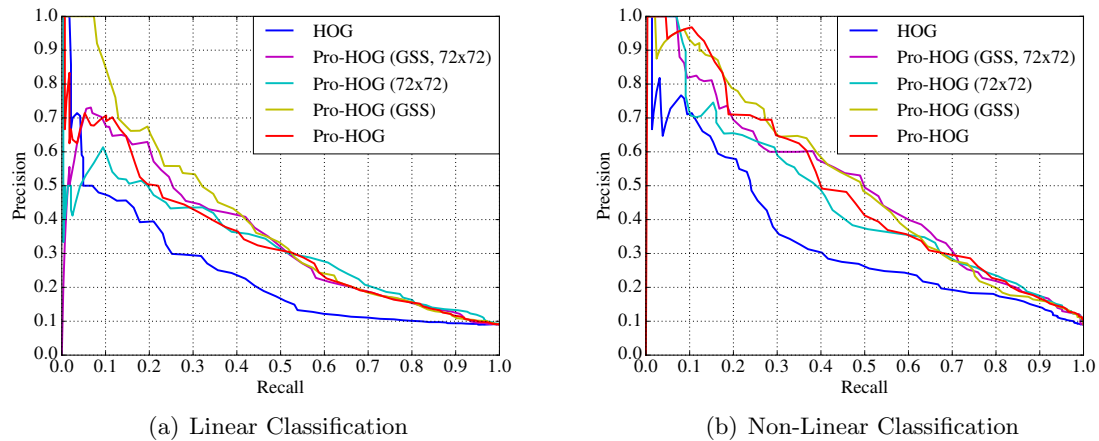 1.0
0.9
0.8
0.7
0.6
0.5
0.4
0.3
0.2
0.1
0.0
Precision
0.0 0.1 0.2 0.3 0.4 0.5 0.6 0.7 0.8 0.9 1.0
Recall
HOG
Pro-HOG (GSS, 72x72)
Pro-HOG (72x72)
Pro-HOG (GSS)
Pro-HOG
(a) Linear Classification
1.0
0.9
0.8
0.7
0.6
0.5
0.4
0.3
0.2
0.1
0.0
Precision
0.0 0.1 0.2 0.3 0.4 0.5 0.6 0.7 0.8 0.9 1.0
Recall
HOG
Pro-HOG (GSS, 72x72)
Pro-HOG (72x72)
Pro-HOG (GSS)
Pro-HOG
(b) Non-Linear Classification